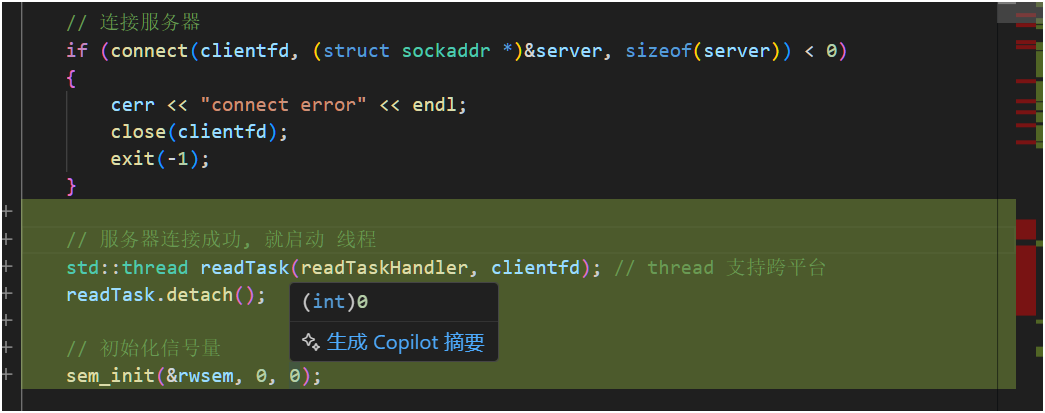 // 连接服务器
if (connect(clientfd, (struct sockaddr *)&server, sizeof(server)) < 0)
{
    cerr << "connect error" << endl;
    close(clientfd);
    exit(-1);
}
// 服务器连接成功, 就启动 线程
std::thread readTask(readTaskHandler, clientfd); // thread 支持跨平台
readTask.detach();
(int)0
生成 Copilot 摘要
// 初始化信号量
sem_init(&rwsem, 0, 0);